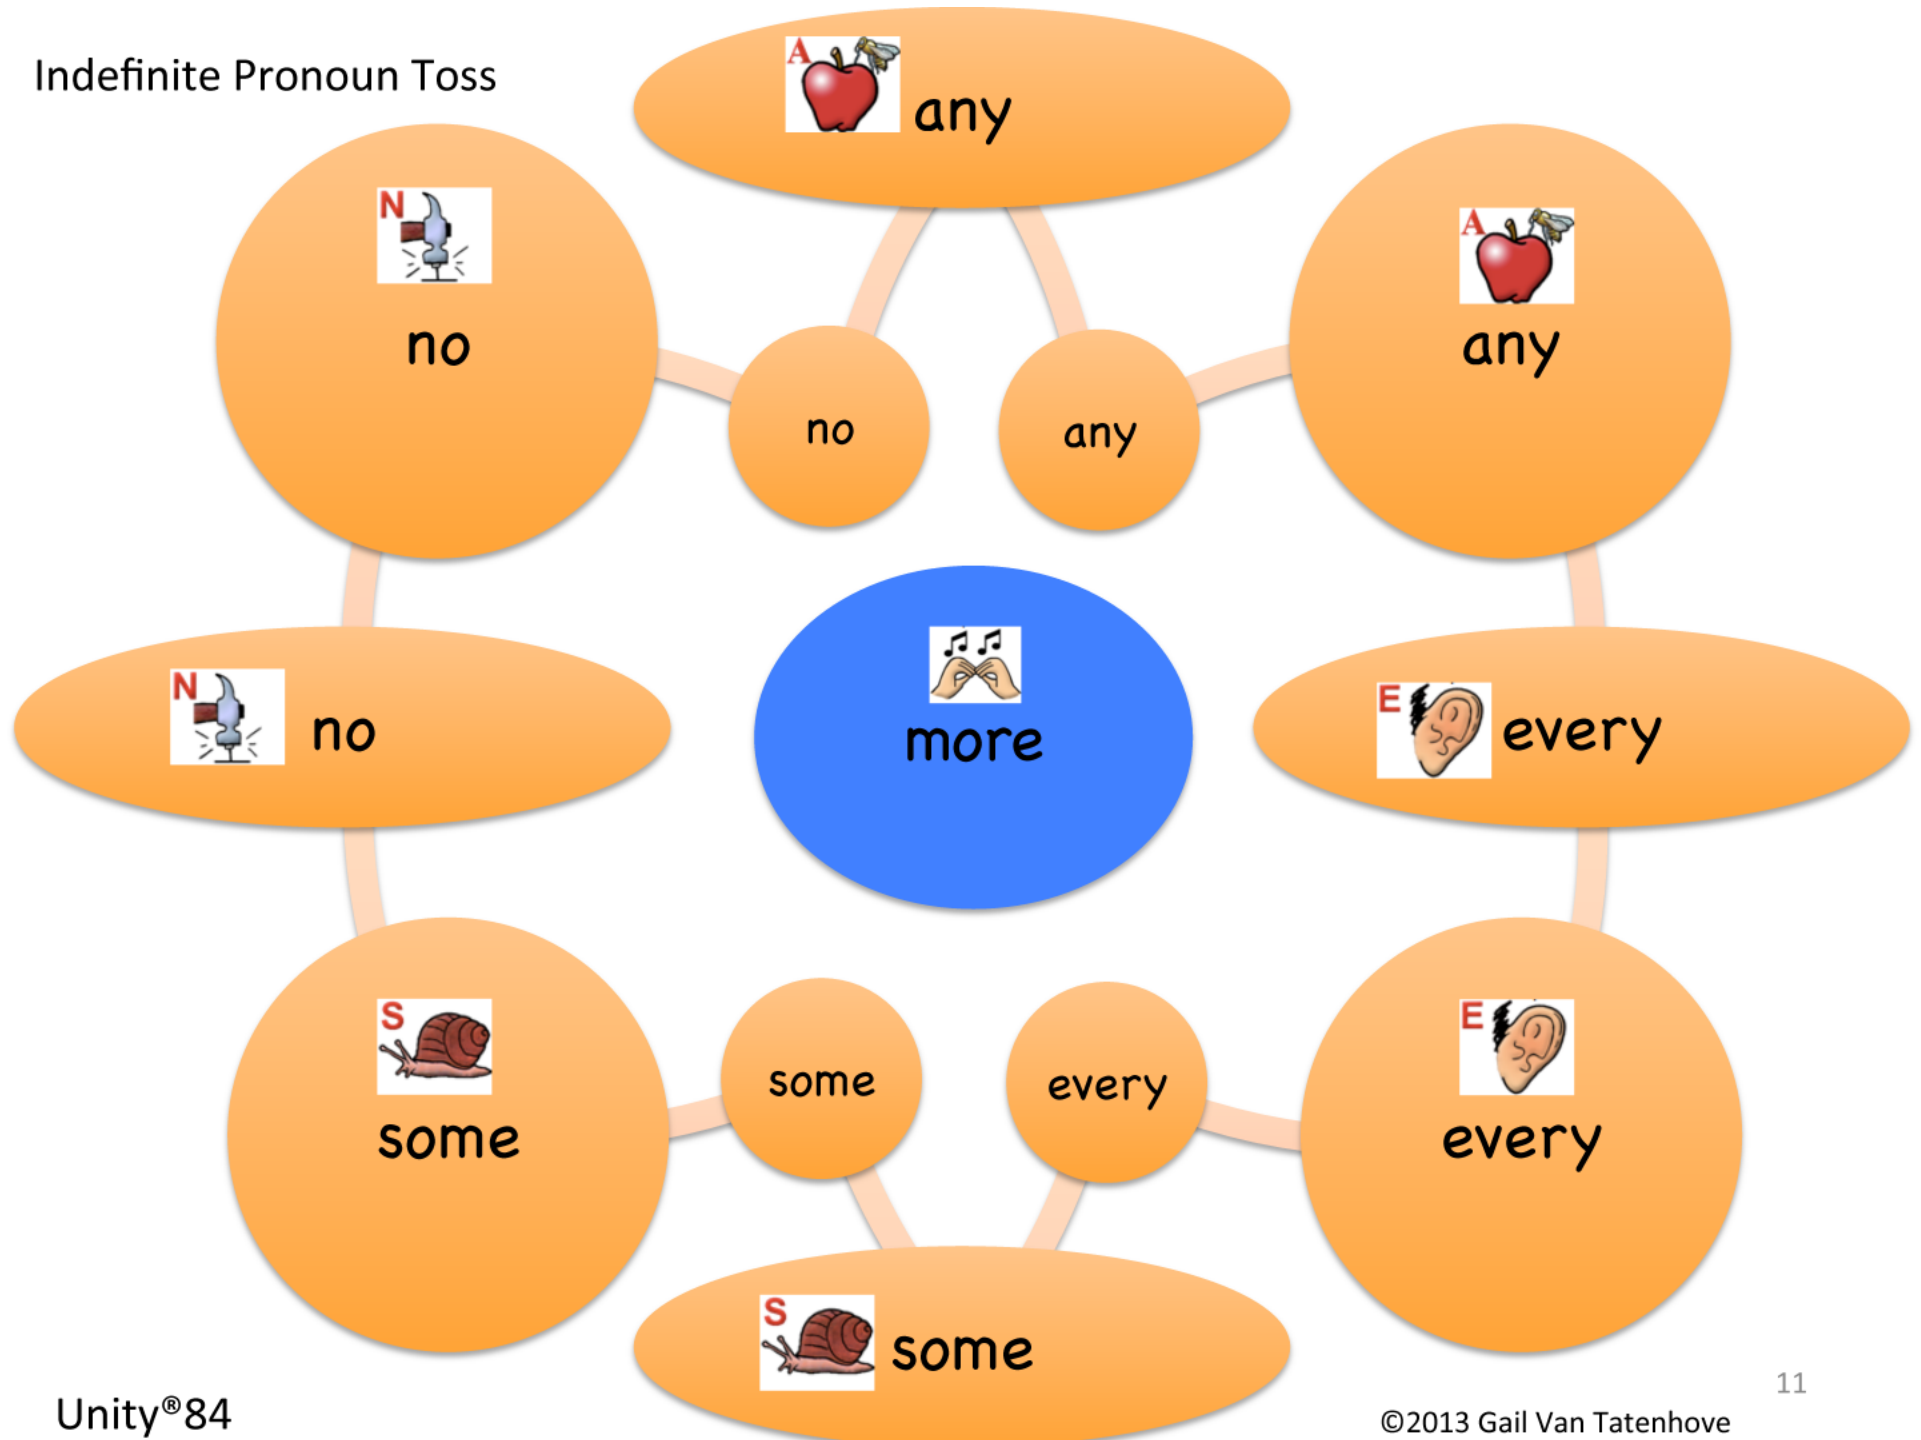 Indefinite Pronoun Toss
A
any
N
no
A
any
no
any
N
no
more
E
every
S
some
some
every
E
every
S
some
11
Unity®84
©2013 Gail Van Tatenhove